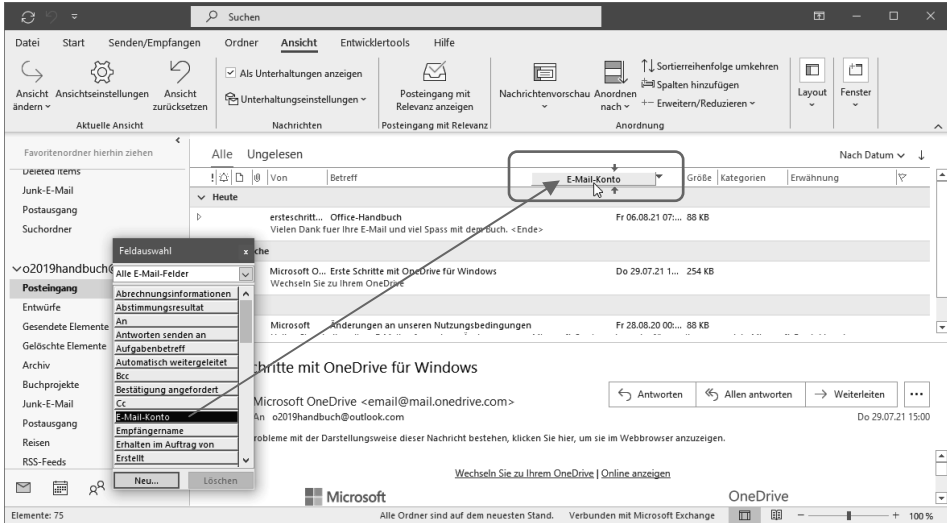 Suchen
Datei Start Senden/Empfangen Ordner Ansicht Entwicklertools Hilfe
Ansicht ändern
Ansichtseinstellungen
Ansicht zurücksetzen
Aktuelle Ansicht
Als Unterhaltungen anzeigen
Unterhaltungseinstellungen
Nachrichten
Posteingang mit Relevanz anzeigen
Posteingang mit Relevanz
Nachrichtenvorschau
Anordnen nach
Sortierreihenfolge umkehren
Spalten hinzufügen
Erweitern/Reduzieren
Anordnung
Layout
Fenster
Favoritenordner hierhin ziehen
Deleted Items
Junk-E-Mail
Postausgang
Suchordner
o2019handbuch@
Posteingang
Entwürfe
Gesendete Elemente
Gelöschte Elemente
Archiv
Buchprojekte
Junk-E-Mail
Postausgang
Reisen
RSS-Feeds
Alle Ungelesen
Nach Datum
! Von Betreff E-Mail-Konto Größe Kategorien Erwähnung
Heute
ersteschritt... Office-Handbuch Fr 06.08.21 07:... 88 KB
Vielen Dank fuer Ihre E-Mail und viel Spass mit dem Buch. <Ende>
che
Microsoft O... Erste Schritte mit OneDrive für Windows Do 29.07.21 1... 254 KB
Wechseln Sie zu Ihrem OneDrive
Microsoft Änderungen an unseren Nutzungsbedingungen Fr 28.08.20 00:... 88 KB
Feldauswahl x
Alle E-Mail-Felder
Abrechnungsinformationen
Abstimmungsresultat
An
Antworten senden an
Aufgabenbetreff
Automatisch weitergeleitet
Bcc
Bestätigung angefordert
Cc
E-Mail-Konto
Empfängername
Erhalten im Auftrag von
Erstellt
Neu... Löschen
chritte mit OneDrive für Windows
Microsoft OneDrive <email@mail.onedrive.com>
An o2019handbuch@outlook.com
Antworten Allen antworten Weiterleiten ...
Do 29.07.21 15:00
robleme mit der Darstellungsweise dieser Nachricht bestehen, klicken Sie hier, um sie im Webbrowser anzuzeigen.
Wechseln Sie zu Ihrem OneDrive | Online anzeigen
Microsoft OneDrive
Elemente: 75 Alle Ordner sind auf dem neuesten Stand. Verbunden mit Microsoft Exchange 100 %